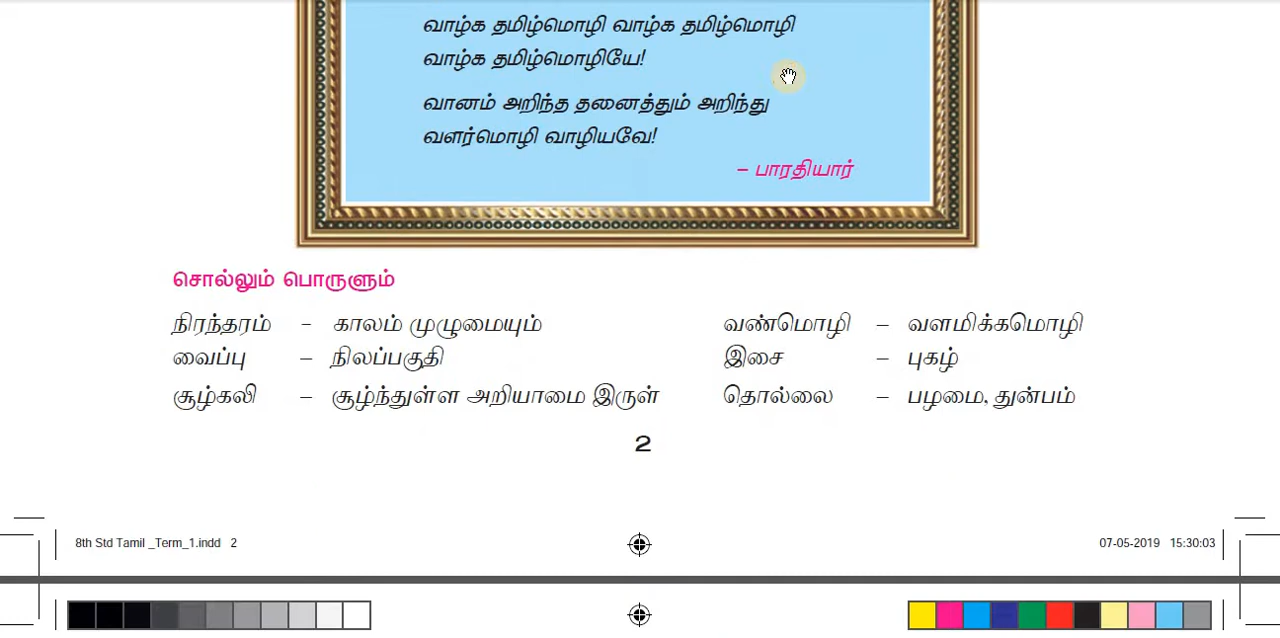 வாழ்க தமிழ்மொழி வாழ்க தமிழ்மொழி
வாழ்க தமிழ்மொழியே!
வானம் அறிந்த தனைத்தும் அறிந்து
வளர்மொழி வாழியவே!
– பாரதியார்
சொல்லும் பொருளும்
நிரந்தரம் – காலம் முழுமையும் வண்மொழி – வளமிக்கமொழி
வைப்பு – நிலப்பகுதி இசை – புகழ்
சூழ்கலி – சூழ்ந்துள்ள அறியாமை இருள் தொல்லை – பழமை, துன்பம்
2
8th Std Tamil _Term_1.indd 2 07-05-2019 15:30:03